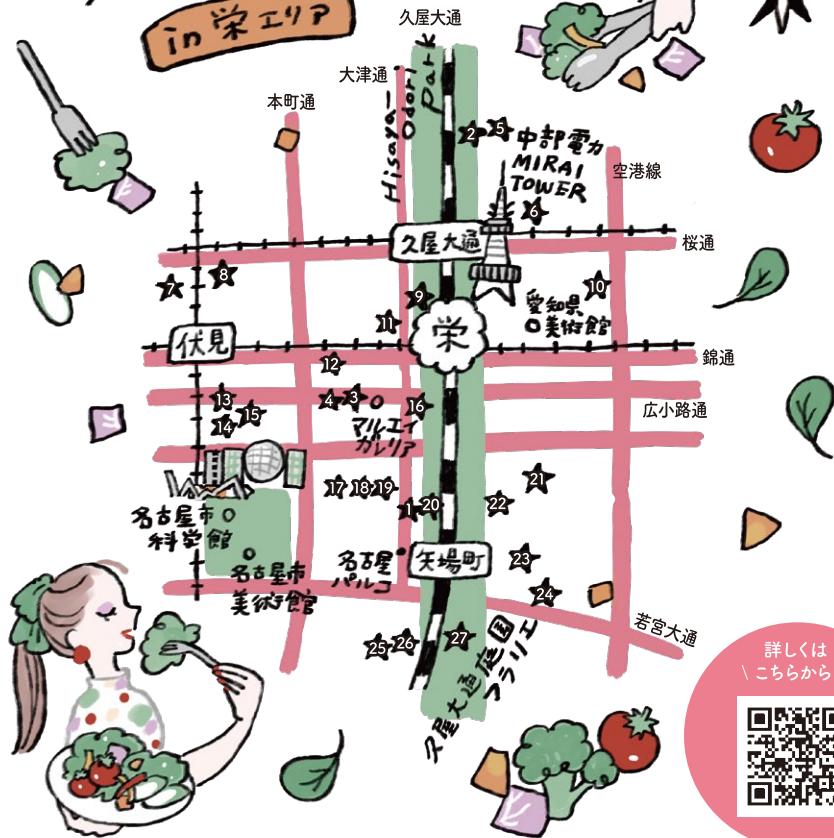 in 栄エリア
久屋大通
大津通
本町通
Hisaya-
Odori
Park
2
5
中部電力
MIRAI
TOWER
空港線
6
久屋大通
桜通
7
8
9
10
11
愛知県
美術館
伏見
栄
錦通
12
13
14
15
4
3
16
広小路通
マルエイ
ガレリア
17
18
19
1
20
21
22
名古屋市
科学館
名古屋
パルコ
矢場町
23
名古屋市
美術館
24
若宮大通
25
26
27
久屋大通庭園
フラリエ
詳しくは
\ こちらから